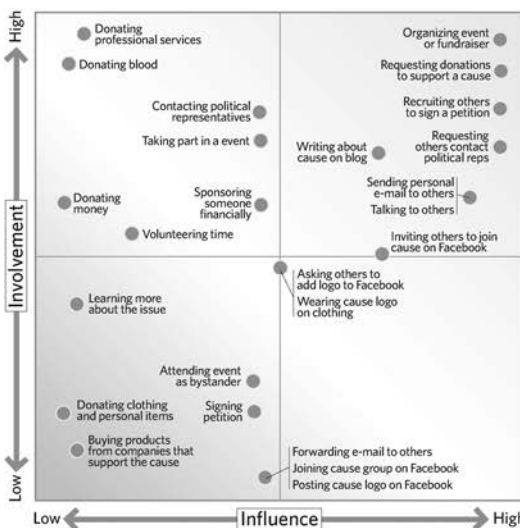 High
Involvement
Low
Donating
professional services
Donating blood
Contacting political
representatives
Taking part in a event
Donating
money
Sponsoring
someone
financially
Volunteering time
Organizing event
or fundraiser
Requesting donations
to support a cause
Recruiting others
to sign a petition
Writing about
cause on blog
Requesting
others contact
political reps
Sending personal
e-mail to others
Talking to others
Inviting others to join
cause on Facebook
Learning more
about the issue
Asking others to
add logo to Facebook
Wearing cause logo
on clothing
Attending event
as bystander
Donating clothing
and personal items
Signing
petition
Buying products
from companies that
support the cause
Forwarding e-mail to others
Joining cause group on Facebook
Posting cause logo on Facebook
Low
Influence
High